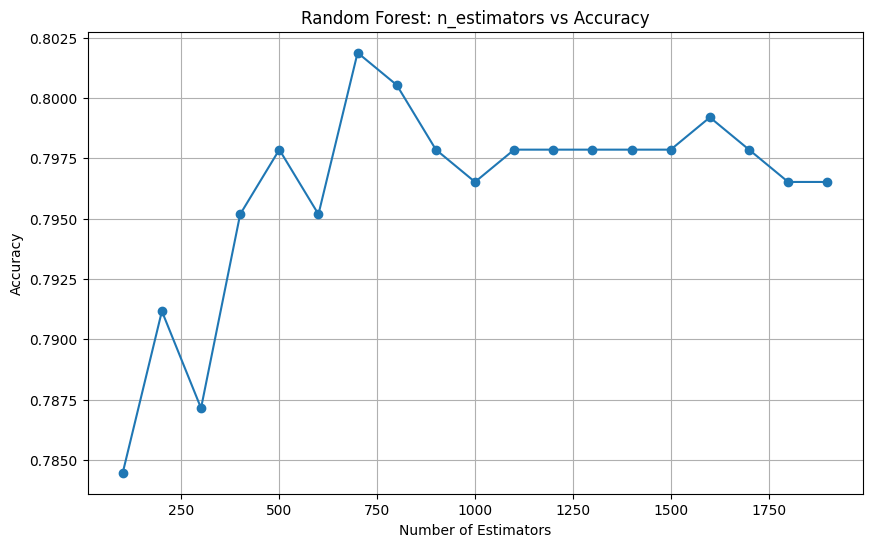 Random Forest: n_estimators vs Accuracy
0.8025
0.8000
0.7975
0.7950
0.7925
0.7900
0.7875
0.7850
Accuracy
250 500 750 1000 1250 1500 1750
Number of Estimators